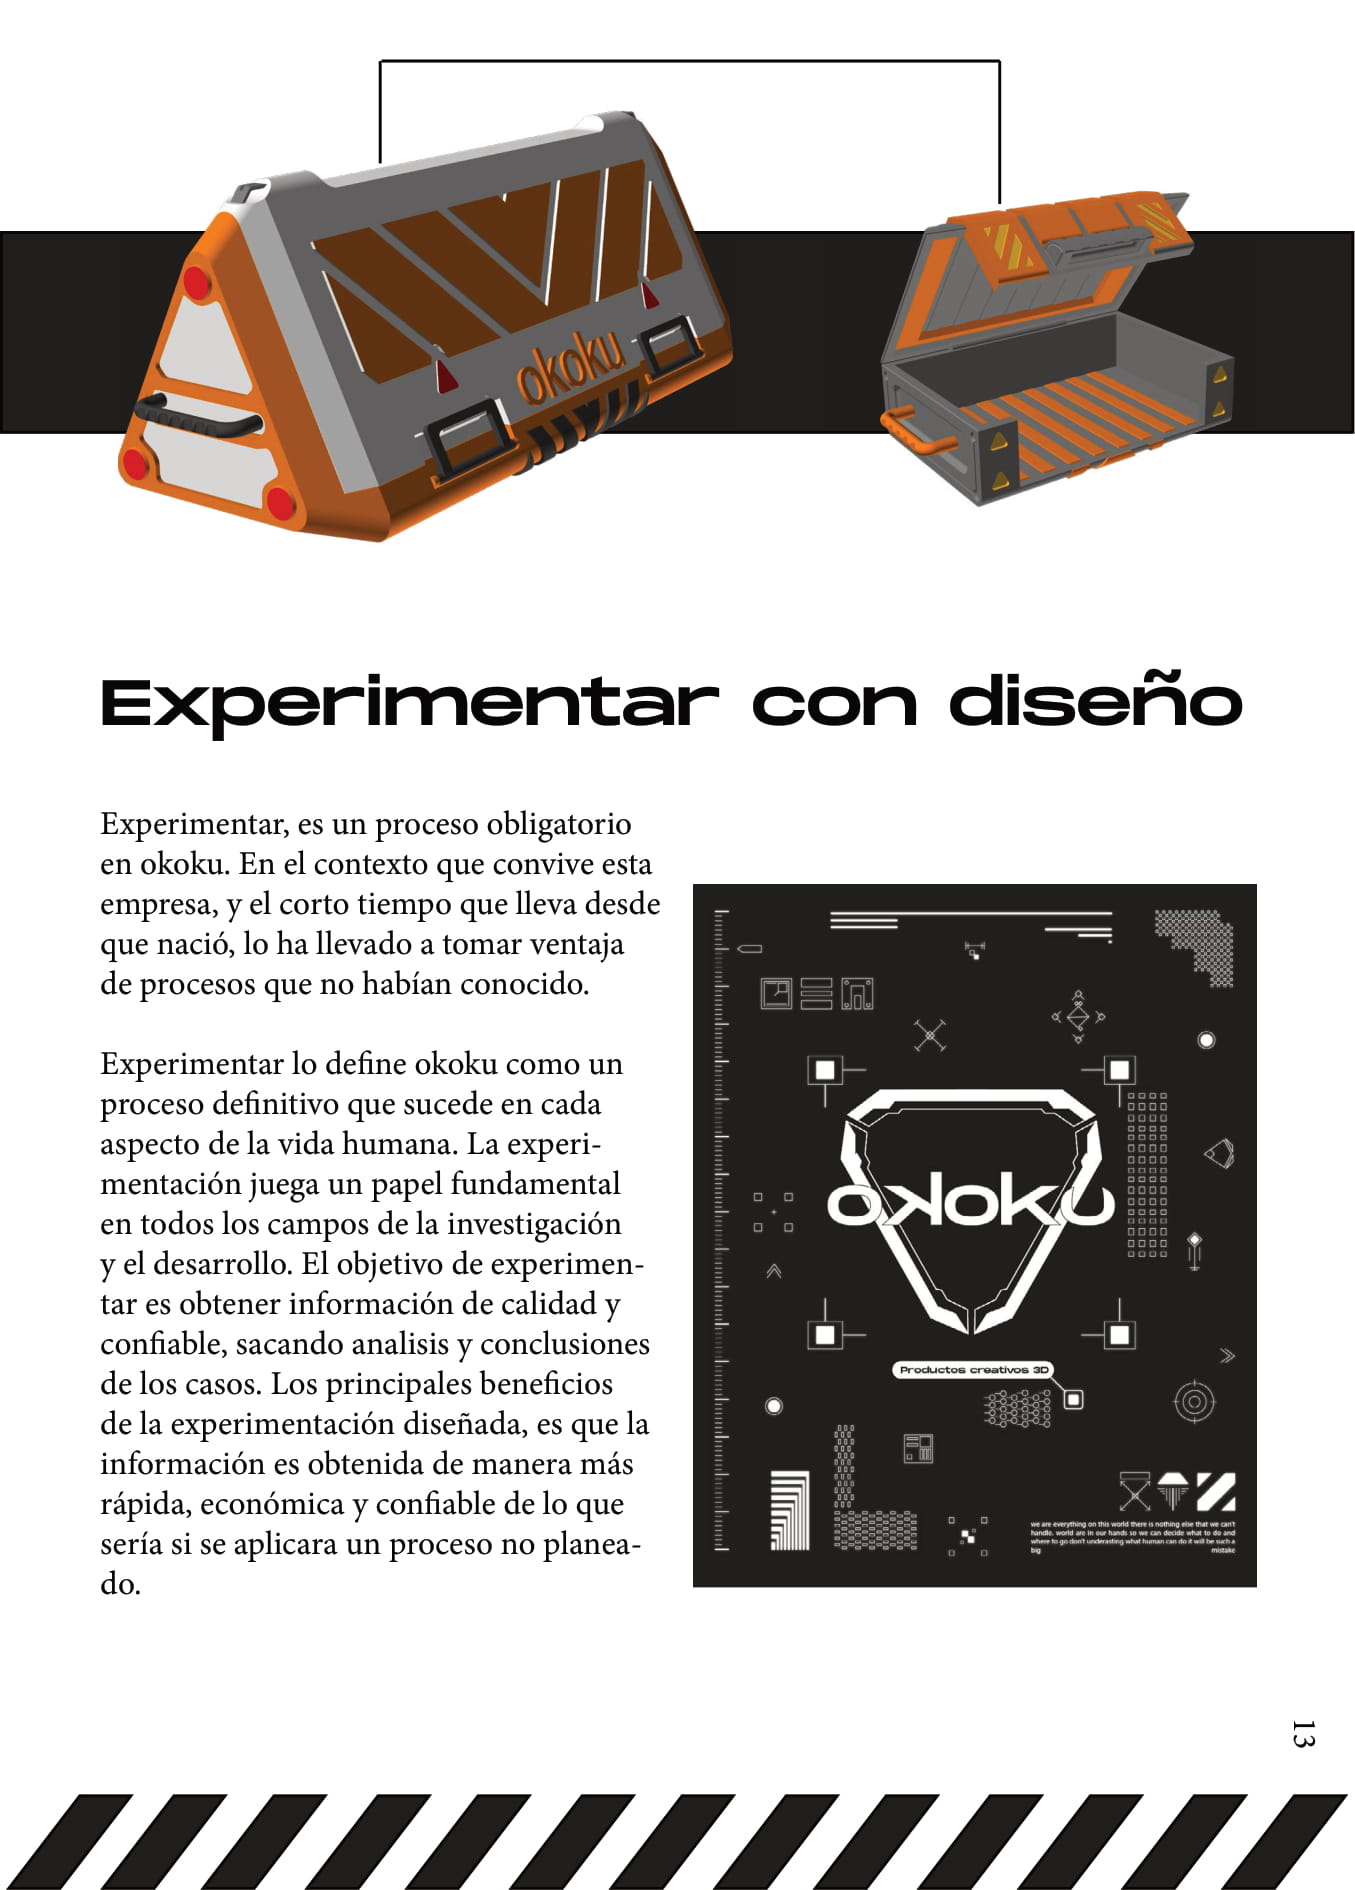 okoku
Experimentar con diseño
Experimentar, es un proceso obligatorio
en okoku. En el contexto que convive esta
empresa, y el corto tiempo que lleva desde
que nació, lo ha llevado a tomar ventaja
de procesos que no habían conocido.
Experimentar lo define okoku como un
proceso definitivo que sucede en cada
aspecto de la vida humana. La experi-
mentación juega un papel fundamental
en todos los campos de la investigación
y el desarrollo. El objetivo de experimen-
tar es obtener información de calidad y
confiable, sacando analisis y conclusiones
de los casos. Los principales beneficios
de la experimentación diseñada, es que la
información es obtenida de manera más
rápida, económica y confiable de lo que
sería si se aplicara un proceso no planea-
do.
okoku
Productos creativos 3D
we are everything on this world there is nothing else that we can't
handle. world are in our hands so we can decide what to do and
where to go don't underasting what human can do it will be such a
big mistake
13